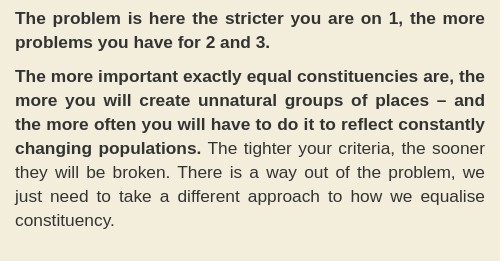 The problem is here the stricter you are on 1, the more
problems you have for 2 and 3.
The more important exactly equal constituencies are, the
more you will create unnatural groups of places – and
the more often you will have to do it to reflect constantly
changing populations. The tighter your criteria, the sooner
they will be broken. There is a way out of the problem, we
just need to take a different approach to how we equalise
constituency.